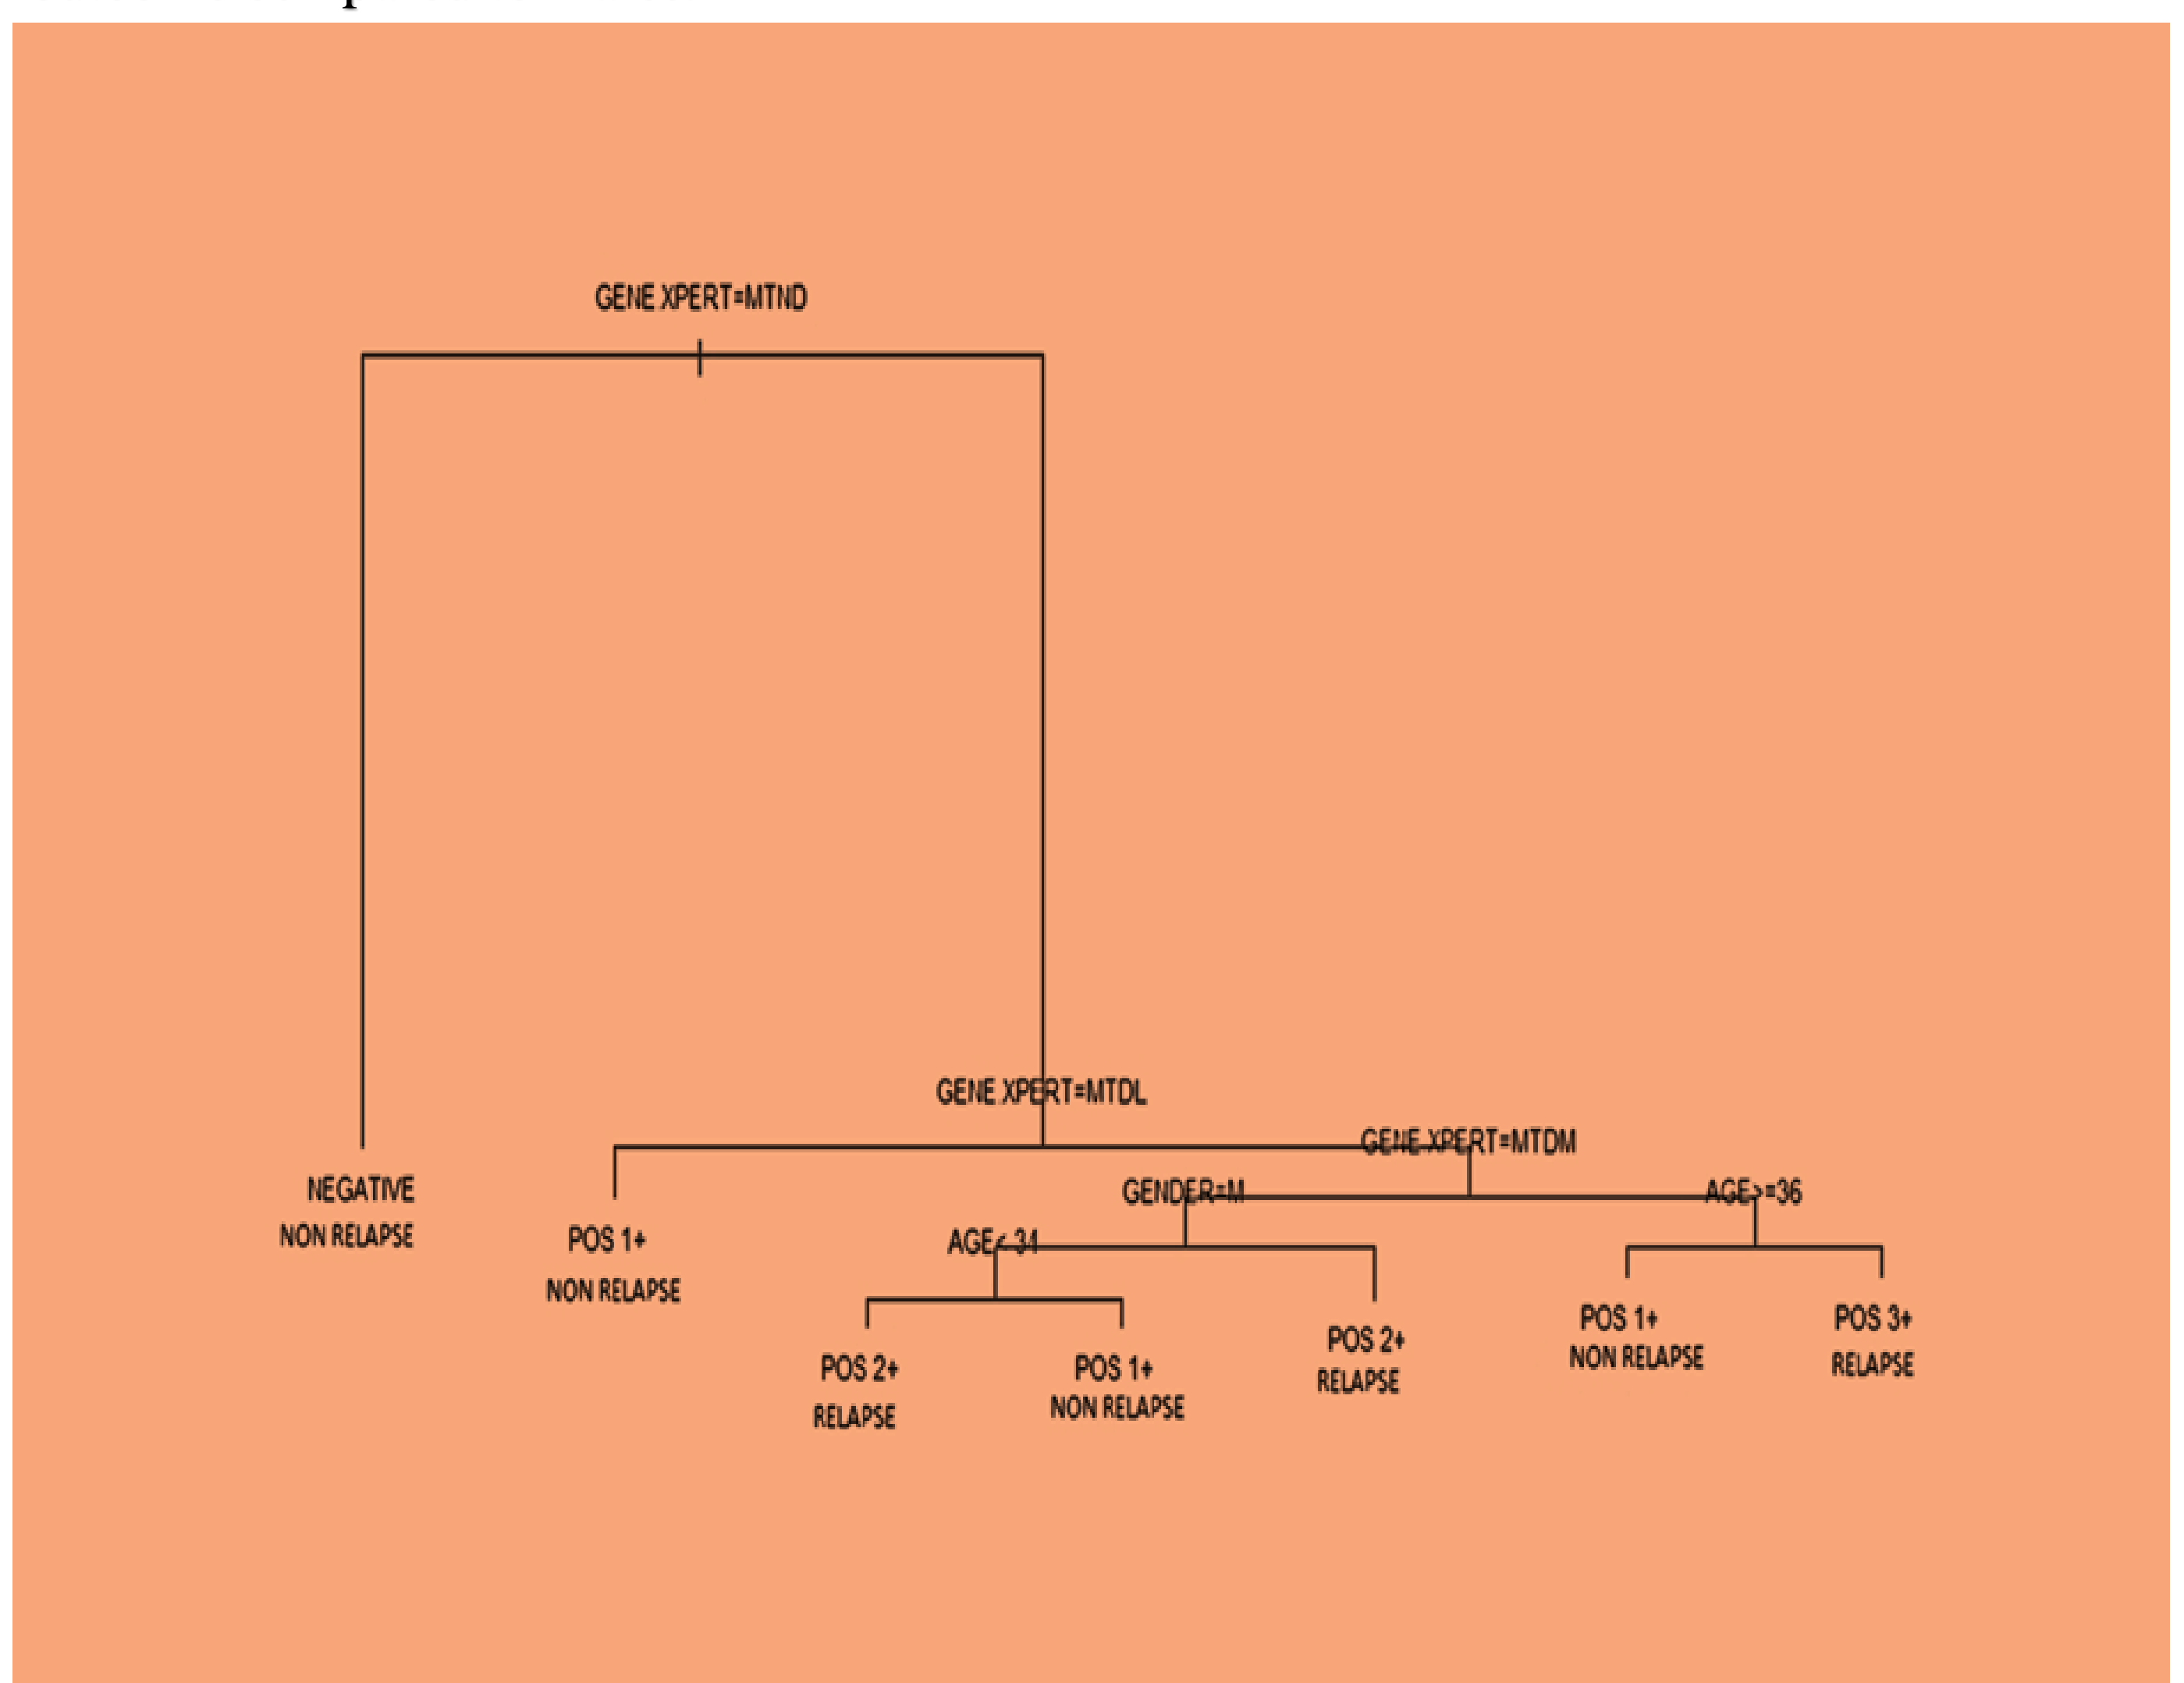 GENE XPERT=MTND
GENE XPERT=MTDL
GENE XPERT=MTDM
GENDER=M
AGE>=36
AGE< 31
NEGATIVE
NON RELAPSE
POS 1+
NON RELAPSE
POS 2+
RELAPSE
POS 1+
NON RELAPSE
POS 2+
RELAPSE
POS 1+
NON RELAPSE
POS 3+
RELAPSE